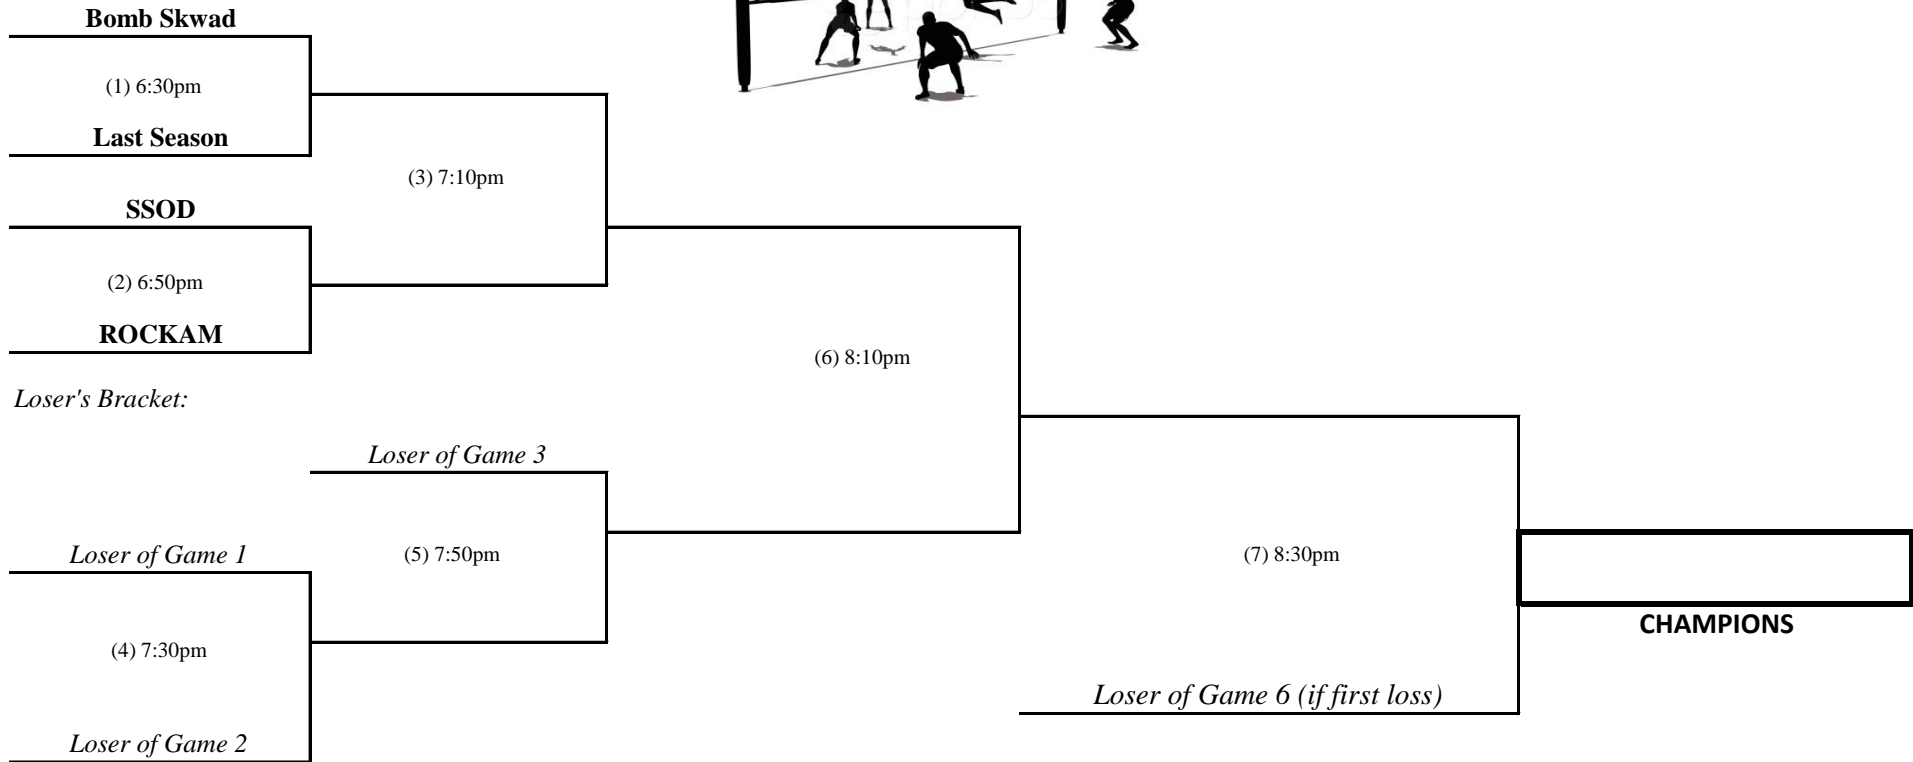 Bomb Skwad
(1) 6:30pm
Last Season
(3) 7:10pm
SSOD
(2) 6:50pm
ROCKAM
(6) 8:10pm
Loser's Bracket:
Loser of Game 3
Loser of Game 1
(5) 7:50pm
(7) 8:30pm
CHAMPIONS
(4) 7:30pm
Loser of Game 6 (if first loss)
Loser of Game 2